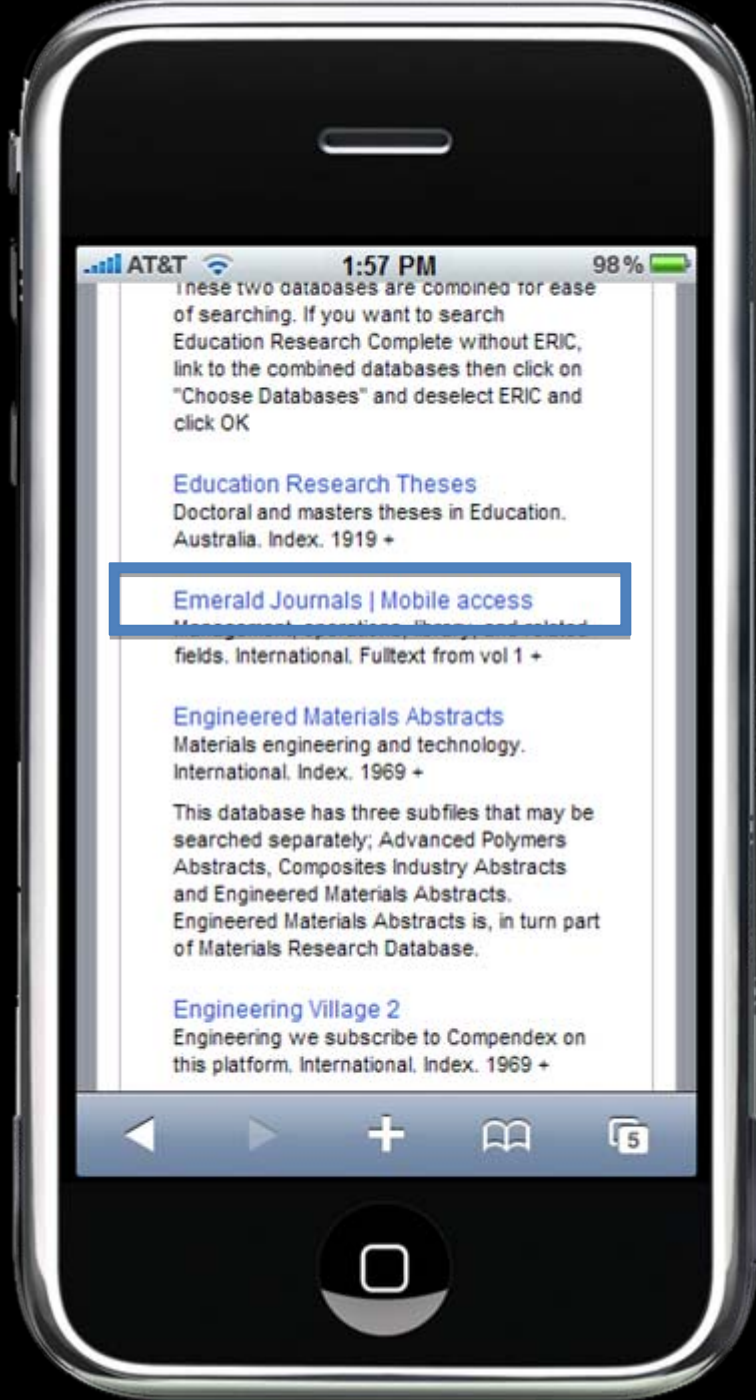 AT&T 1:57 PM 98%
These two databases are combined for ease
of searching. If you want to search
Education Research Complete without ERIC,
link to the combined databases then click on
"Choose Databases" and deselect ERIC and
click OK
Education Research Theses
Doctoral and masters theses in Education.
Australia. Index. 1919 +
Emerald Journals | Mobile access
Management, operations, library, and related
fields. International. Fulltext from vol 1 +
Engineered Materials Abstracts
Materials engineering and technology.
International. Index. 1969 +
This database has three subfiles that may be
searched separately; Advanced Polymers
Abstracts, Composites Industry Abstracts
and Engineered Materials Abstracts.
Engineered Materials Abstracts is, in turn part
of Materials Research Database.
Engineering Village 2
Engineering we subscribe to Compendex on
this platform. International. Index. 1969 +
5